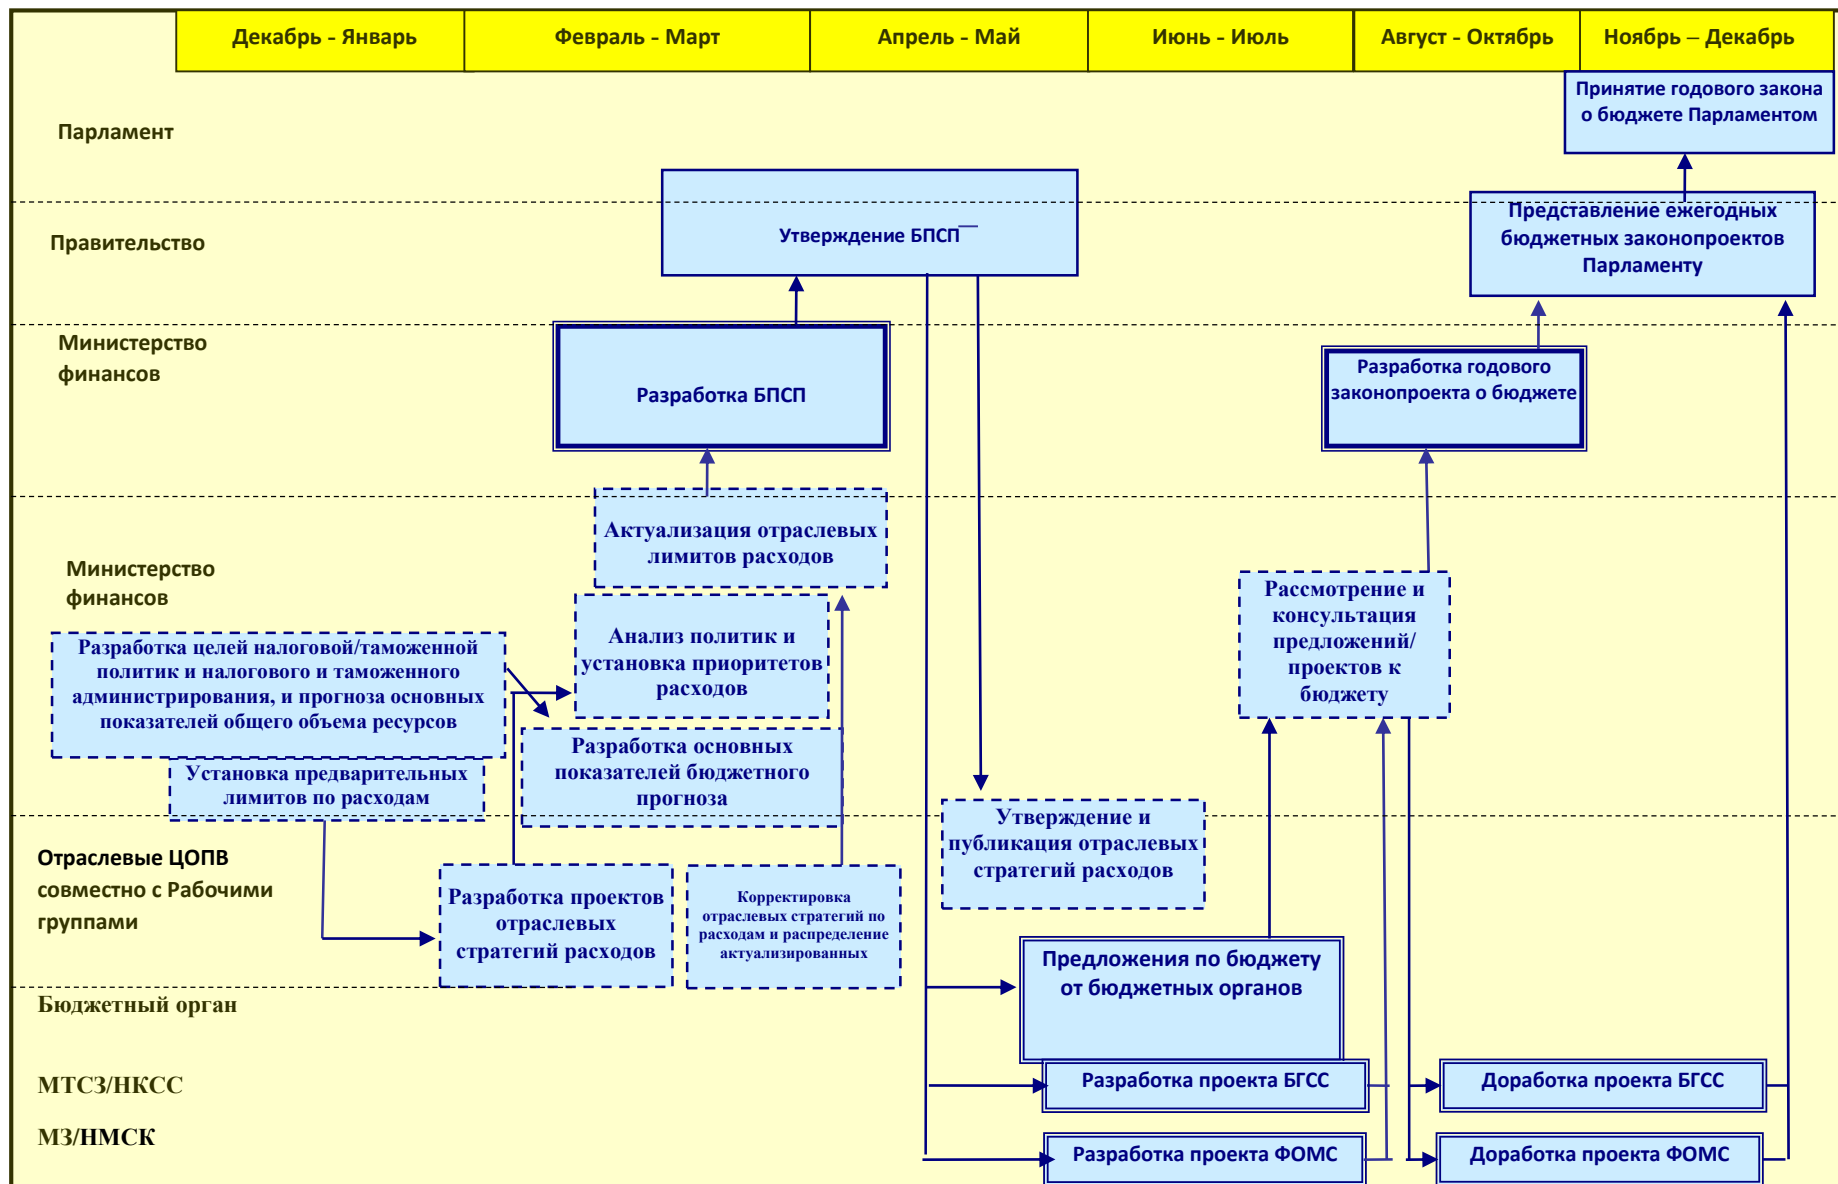 Декабрь - Январь
Февраль - Март
Апрель - Май
Июнь - Июль
Август - Октябрь
Ноябрь – Декабрь
Парламент
Принятие годового закона
о бюджете Парламентом
Правительство
Утверждение БПСП
Представление ежегодных
бюджетных законопроектов
Парламенту
Министерство
финансов
Разработка БПСП
Разработка годового
законопроекта о бюджете
Министерство
финансов
Актуализация отраслевых
лимитов расходов
Анализ политик и
установка приоритетов
расходов
Рассмотрение и
консультация
предложений/
проектов к
бюджету
Разработка целей налоговой/таможенной
политик и налогового и таможенного
администрирования, и прогноза основных
показателей общего объема ресурсов
Разработка основных
показателей бюджетного
прогноза
Установка предварительных
лимитов по расходам
Отраслевые ЦОПВ
совместно с Рабочими
группами
Утверждение и
публикация отраслевых
стратегий расходов
Разработка проектов
отраслевых
стратегий расходов
Корректировка
отраслевых стратегий по
расходам и распределение
актуализированных
Предложения по бюджету
от бюджетных органов
Бюджетный орган
МТСЗ/НКСС
Разработка проекта БГСС
Доработка проекта БГСС
МЗ/НМСК
Разработка проекта ФОМС
Доработка проекта ФОМС